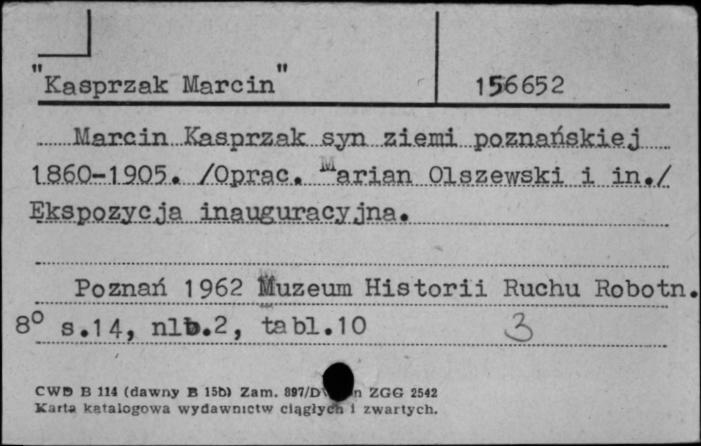 "Kasprzak Marcin" 156652
Marcin Kasprzak syn ziemi poznańskiej
1860-1905. /Oprac. Marian Olszewski i in./
Ekspozycja inauguracyjna.
Poznań 1962 Muzeum Historii Ruchu Robotn.
8° s.14, nlb.2, tabl.10 3
CWD B 114 (dawny B 15b) Zam. 897/D n ZGG 2542
Karta katalogowa wydawnictw ciągłych i zwartych.